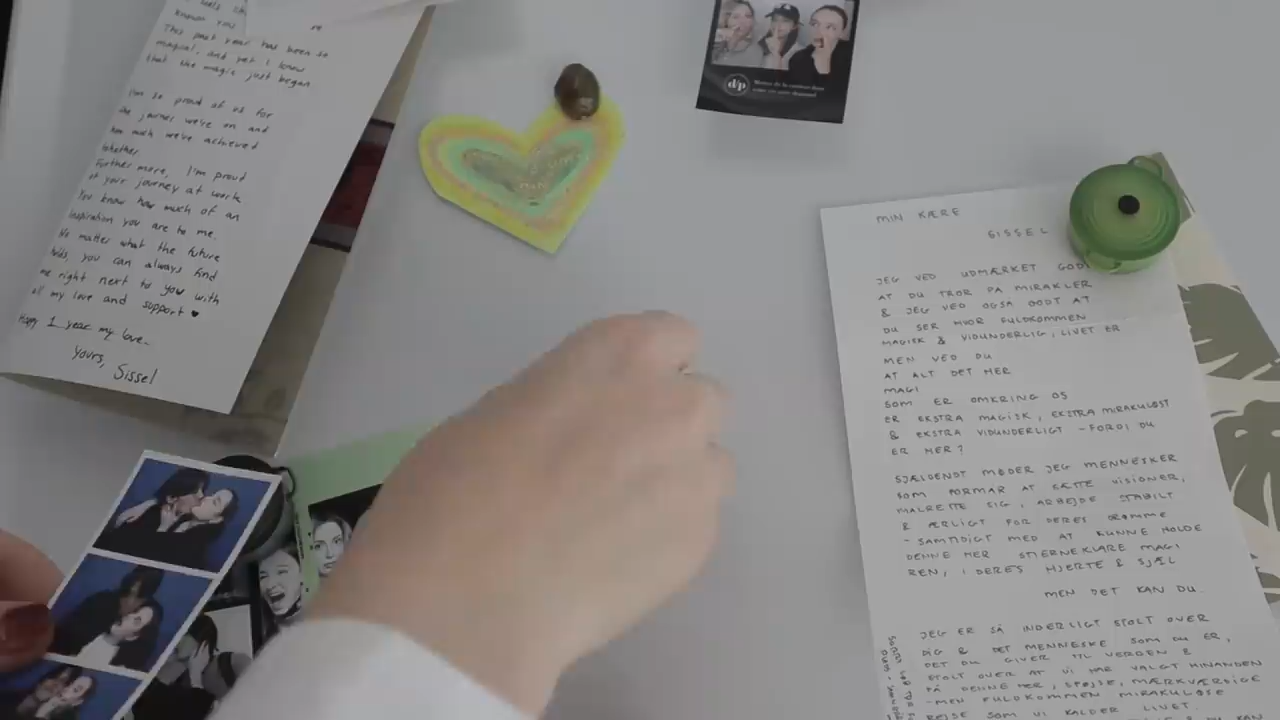 known you
This past year has been so
magical, and yet I know
that the magic just began
I'm so proud of us for
the journey we're on and
how much we've achieved
together
Further more, I'm proud
of your journey at work
You know how much of an
inspiration you are to me.
No matter what the future
holds, you can always find
me right next to you with
all my love and support ♥
Happy 1 year my love.
Yours,
Sissel
d/p
MIN KÆRE
SISSEL
JEG VED UDMÆRKET GODT
AT DU TROR PÅ MIRAKLER
& JEG VED OGSÅ GODT AT
DU SER HVOR FULDKOMMEN
MAGISK & VIDUNDERLIG, LIVET ER
MEN VED DU
AT ALT DET HER
MAGI
SOM ER OMKRING OS
ER EKSTRA MAGISK, EKSTRA MIRAKULØST
& EKSTRA VIDUNDERLIGT - FORDI DU
ER HER?
SJÆLDENDT MØDER JEG MENNESKER
SOM FORMAR AT SÆTTE VISIONER,
MÅLRETTE SIG, ARBEJDE STABILT
& ÆRLIGT FOR DERES DRØMME
- SAMTIDIGT MED AT KUNNE HOLDE
DENNE HER STJERNEKLARE MAGI
REN, I DERES HJERTE & SJÆL
MEN DET KAN DU.
JEG ER SÅ INDERLIGT STOLT OVER
DIG & DET MENNESKE SOM DU ER,
DET DU GIVER TIL VERDEN &
STOLT OVER AT VI HAR VALGT HINANDEN
PÅ DENNE HER, SPØJSE, MÆRKVÆRDIGE
- MEN FULDKOMMEN MIRAKULØSE
REJSE SOM VI KALDER LIVET.